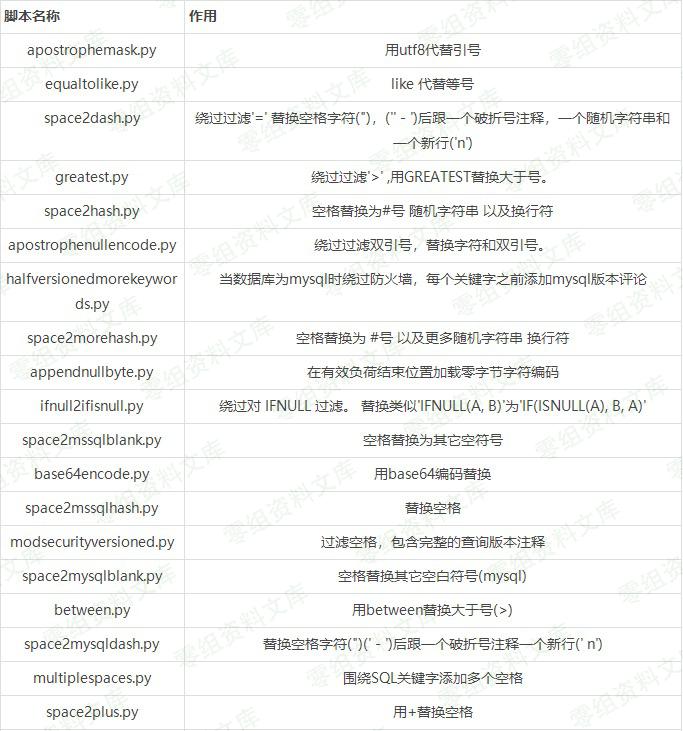 脚本名称 作用
apostrophemask.py 用utf8代替引号
equaltolike.py like 代替等号
space2dash.py 绕过过滤'=' 替换空格字符(''), ('' - ')后跟一个破折号注释，一个随机字符串和
一个新行('n')
greatest.py 绕过过滤'>' ,用GREATEST替换大于号。
space2hash.py 空格替换为#号 随机字符串 以及换行符
apostrophenullencode.py 绕过过滤双引号，替换字符和双引号。
halfversionedmorekeywor
ds.py
当数据库为mysql时绕过防火墙，每个关键字之前添加mysql版本评论
space2morehash.py 空格替换为 #号 以及更多随机字符串 换行符
appendnullbyte.py 在有效负荷结束位置加载零字节字符编码
ifnull2ifisnull.py 绕过对 IFNULL 过滤。 替换类似'IFNULL(A, B)'为'IF(ISNULL(A), B, A)'
space2mssqlblank.py 空格替换为其它空符号
base64encode.py 用base64编码替换
space2mssqlhash.py 替换空格
modsecurityversioned.py 过滤空格，包含完整的查询版本注释
space2mysqlblank.py 空格替换其它空白符号(mysql)
between.py 用between替换大于号(>)
space2mysqldash.py 替换空格字符('')(' - ')后跟一个破折号注释一个新行(' n')
multiplespaces.py 围绕SQL关键字添加多个空格
space2plus.py 用+替换空格
零组资料文库